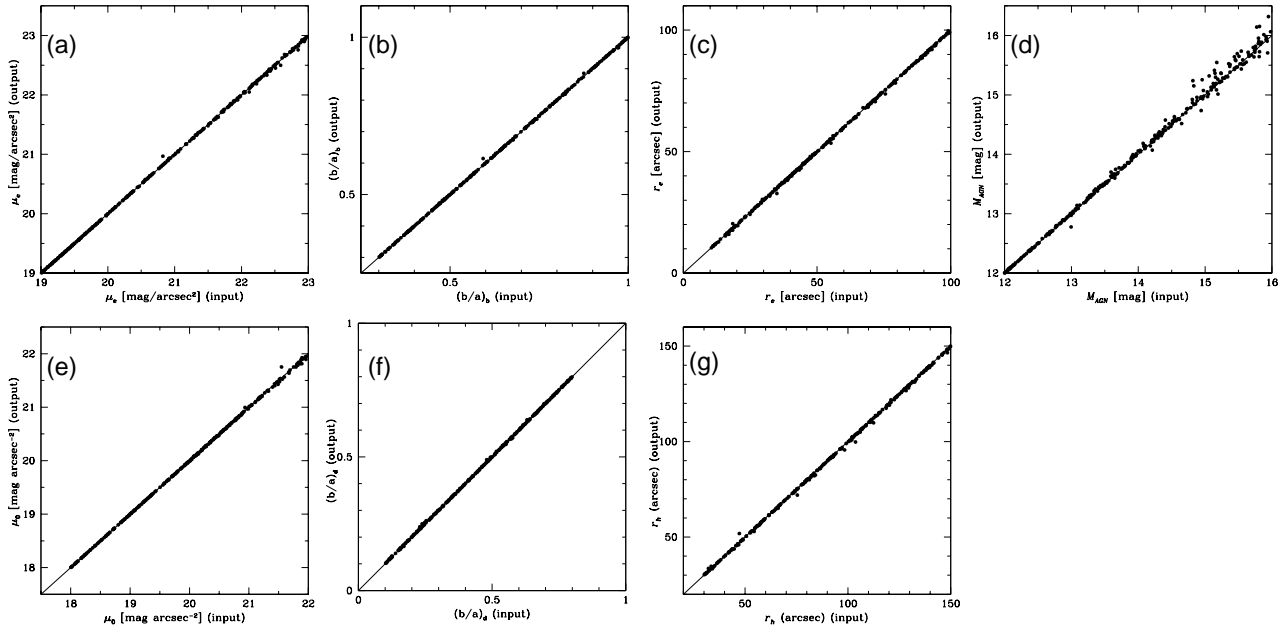 (a)
23
22
21
20
19
μe [mag/arcsec²] (output)
19 20 21 22 23
μe [mag/arcsec²] (input)
(b)
1
0.5
(b/a)b (output)
0.5 1
(b/a)b (input)
(c)
100
50
0
re [arcsec] (output)
0 50 100
re [arcsec] (input)
(d)
16
15
14
13
12
MAGN [mag] (output)
12 13 14 15 16
MAGN [mag] (input)
(e)
22
21
20
19
18
μ0 [mag arcsec⁻²] (output)
18 19 20 21 22
μ0 [mag arcsec⁻²] (input)
(f)
1
0.5
0
(b/a)d (output)
0 0.5 1
(b/a)d (input)
(g)
150
100
50
rh (arcsec) (output)
50 100 150
rh (arcsec) (input)